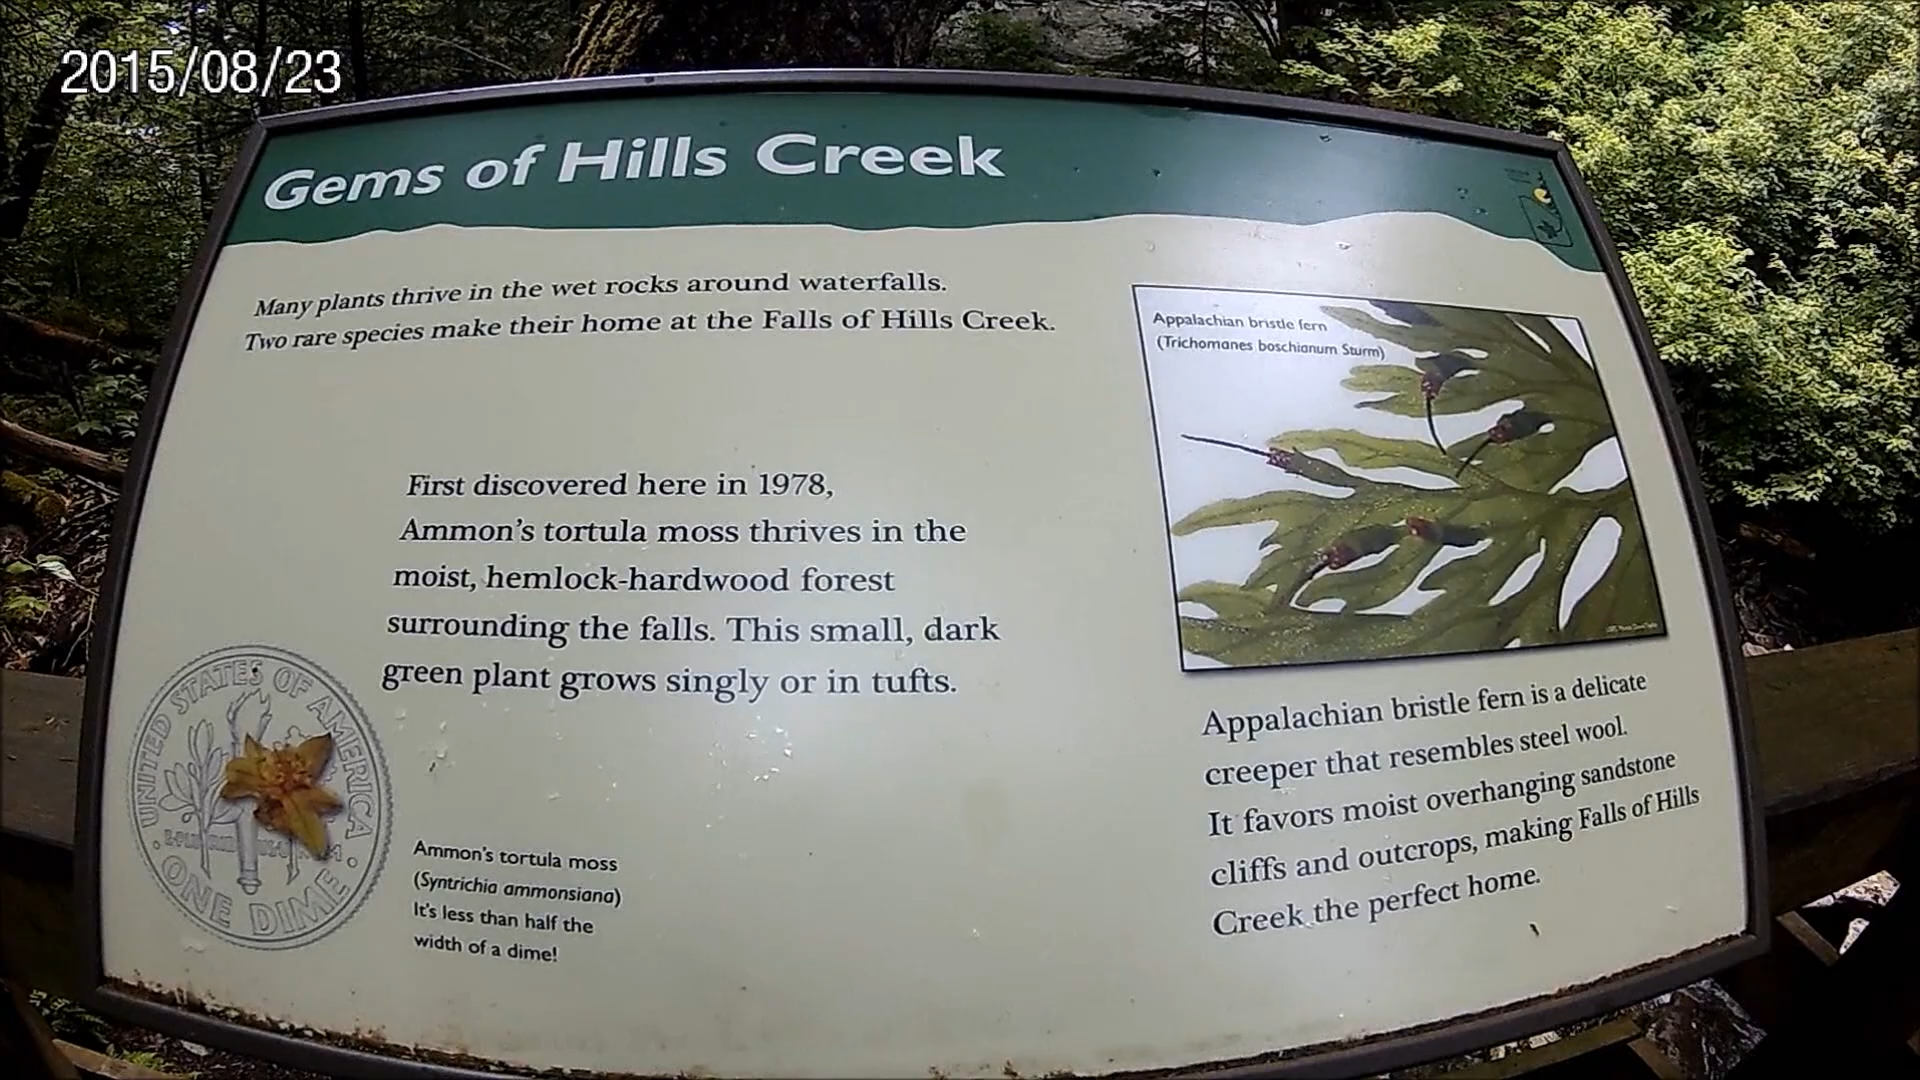 2015/08/23
Gems of Hills Creek
Many plants thrive in the wet rocks around waterfalls.
Two rare species make their home at the Falls of Hills Creek.
First discovered here in 1978,
Ammon's tortula moss thrives in the
moist, hemlock-hardwood forest
surrounding the falls. This small, dark
green plant grows singly or in tufts.
UNITED STATES OF AMERICA
ONE DIME
Ammon's tortula moss
(Syntrichia ammonsiana)
It's less than half the
width of a dime!
Appalachian bristle fern
(Trichomanes boschianum Sturm)
Appalachian bristle fern is a delicate
creeper that resembles steel wool.
It favors moist overhanging sandstone
cliffs and outcrops, making Falls of Hills
Creek the perfect home.